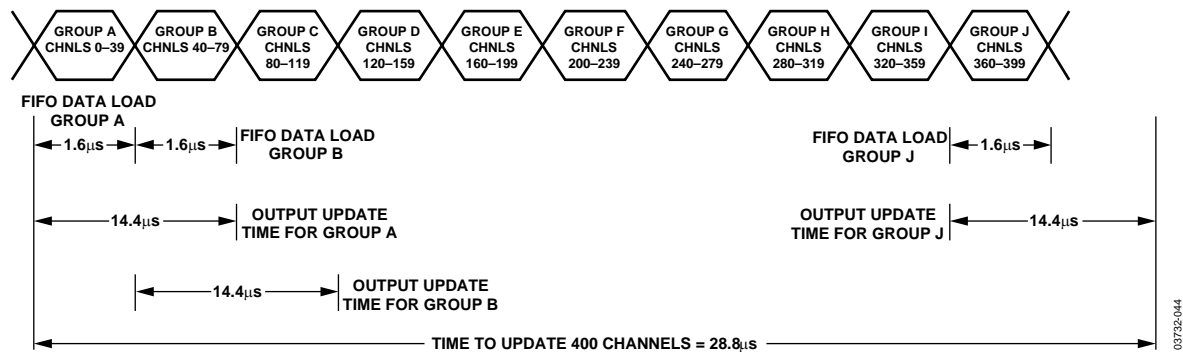 GROUP A
CHNLS 0–39
GROUP B
CHNLS 40–79
GROUP C
CHNLS
80–119
GROUP D
CHNLS
120–159
GROUP E
CHNLS
160–199
GROUP F
CHNLS
200–239
GROUP G
CHNLS
240–279
GROUP H
CHNLS
280–319
GROUP I
CHNLS
320–359
GROUP J
CHNLS
360–399
FIFO DATA LOAD
GROUP A
1.6µs
1.6µs
FIFO DATA LOAD
GROUP B
FIFO DATA LOAD
GROUP J
1.6µs
14.4µs
OUTPUT UPDATE
TIME FOR GROUP A
OUTPUT UPDATE
TIME FOR GROUP J
14.4µs
14.4µs
OUTPUT UPDATE
TIME FOR GROUP B
TIME TO UPDATE 400 CHANNELS = 28.8µs
03732-044